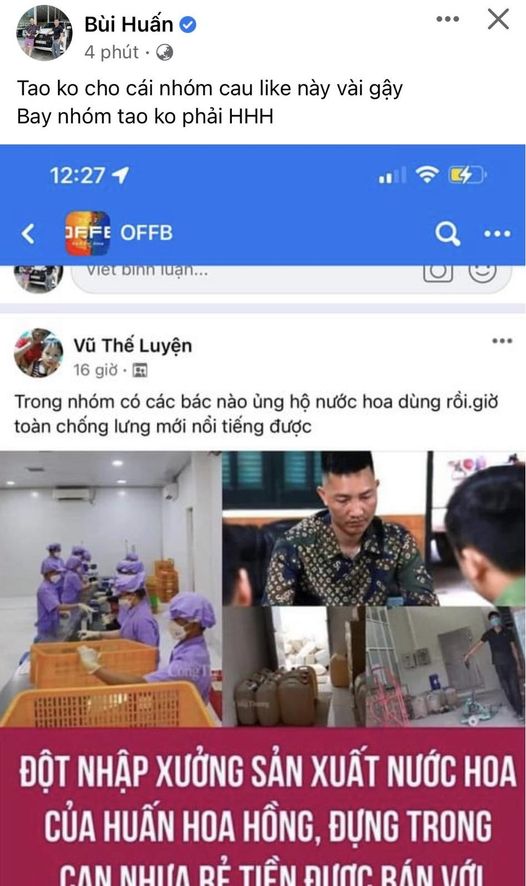 Bùi Huấn
4 phút ·
Tao ko cho cái nhóm cau like này vài gậy
Bay nhóm tao ko phải HHH
12:27
OFFB
OFFB
Viết bình luận...
Vũ Thế Luyện
16 giờ ·
Trong nhóm có các bác nào ủng hộ nước hoa dùng rồi.giờ
toàn chống lưng mới nổi tiếng được
ĐỘT NHẬP XƯỞNG SẢN XUẤT NƯỚC HOA
CỦA HUẤN HOA HỒNG, ĐỰNG TRONG
CAN NHỰA RẺ TIỀN ĐƯỢC BÁN VỚI